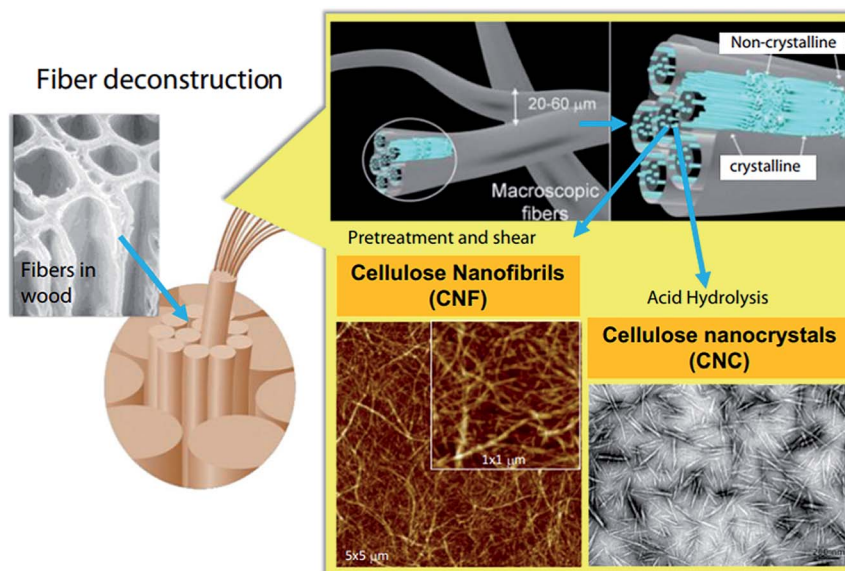 Fiber deconstruction
Fibers in
wood
20-60 μm
Macroscopic
fibers
Non-crystalline
crystalline
Pretreatment and shear
Cellulose Nanofibrils
(CNF)
1x1 μm
5x5 μm
Acid Hydrolysis
Cellulose nanocrystals
(CNC)